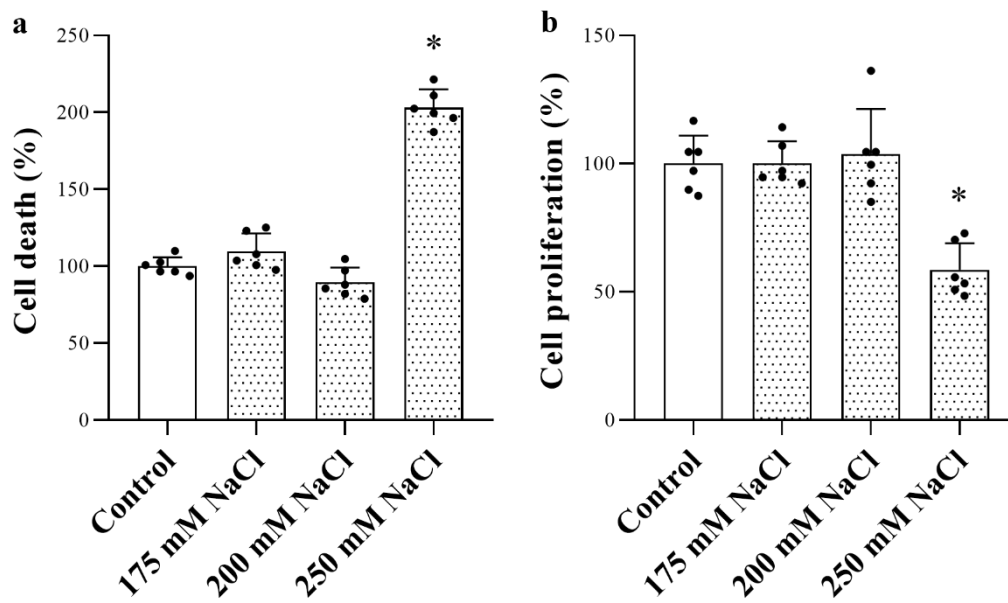 a
Cell death (%)
250
200
150
100
50
0
*
Control
175 mM NaCl
200 mM NaCl
250 mM NaCl
b
Cell proliferation (%)
150
100
50
0
*
Control
175 mM NaCl
200 mM NaCl
250 mM NaCl